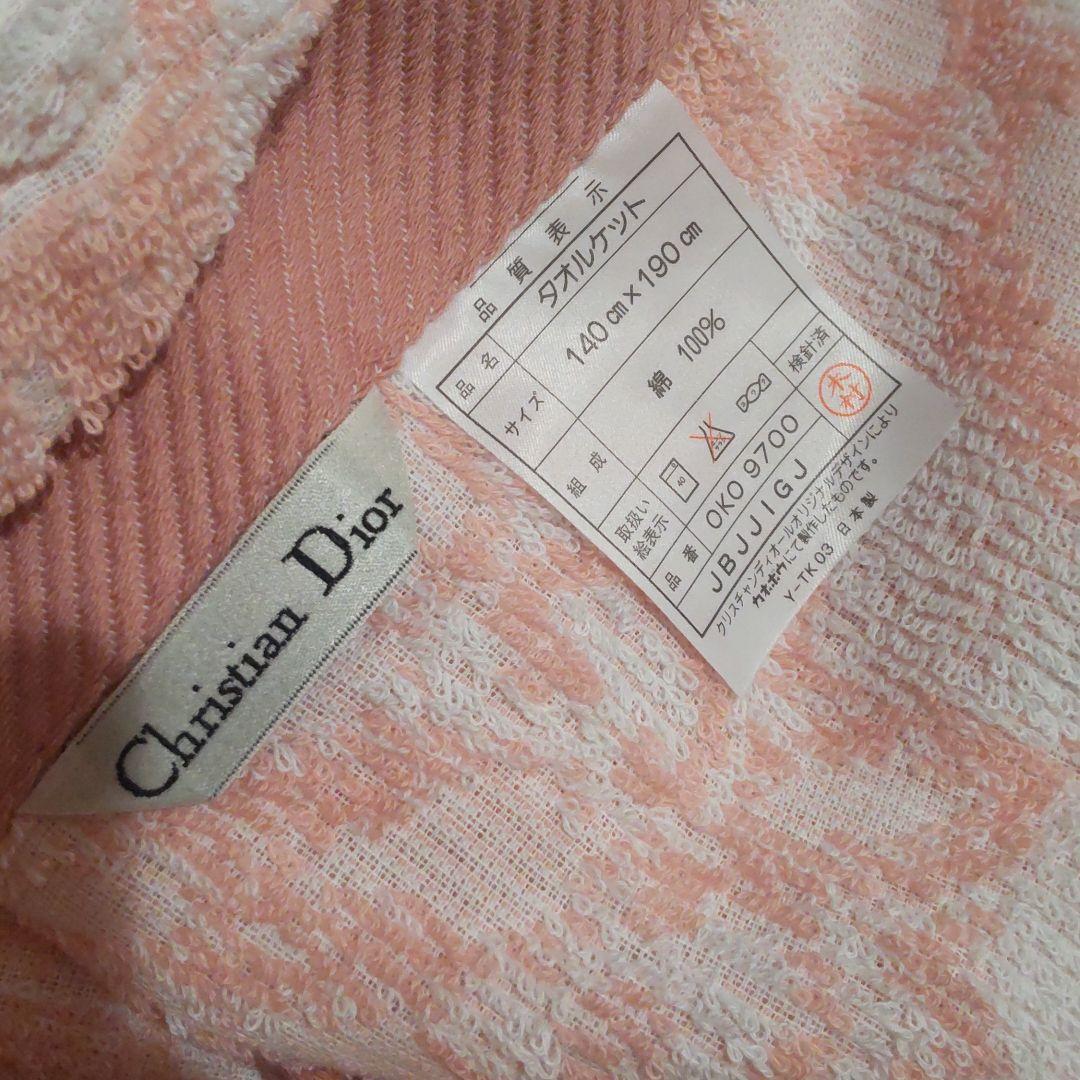 Christian Dior
品質表示
品名 タオルケット
サイズ 140cm×190cm
組成 綿 100%
取扱い
絵表示
40
検針済
木村
品番 OKO 9700
JBJJIGJ
クリスチャンディオールオリジナルデザインにより
カネボウにて製作したものです。
Y-TK 03 日本製